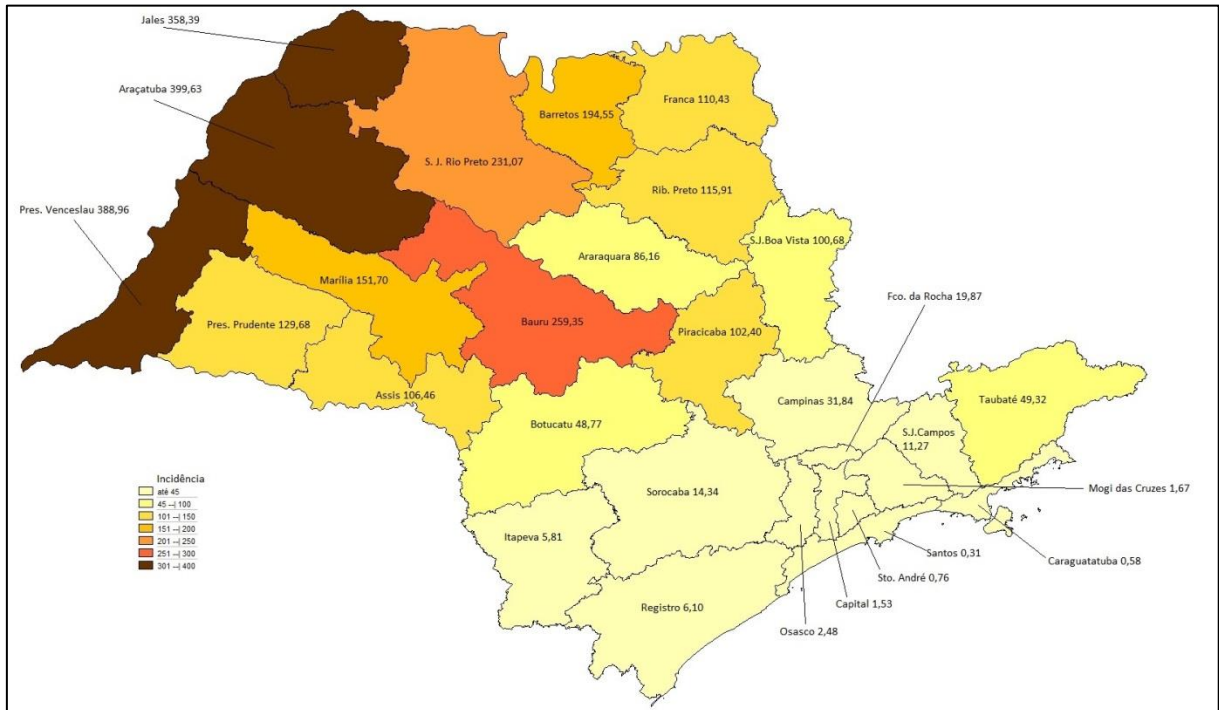 Jales 358,39
Araçatuba 399,63
Barretos 194,55
Franca 110,43
S. J. Rio Preto 231,07
Rib. Preto 115,91
Pres. Venceslau 388,96
S.J.Boa Vista 100,68
Araraquara 86,16
Marília 151,70
Fco. da Rocha 19,87
Pres. Prudente 129,68
Bauru 259,35
Piracicaba 102,40
Assis 106,46
Campinas 31,84
Taubaté 49,32
Botucatu 48,77
S.J.Campos
11,27
Incidência
até 45
45 --| 100
101 --| 150
151 --| 200
201 --| 250
251 --| 300
301 --| 400
Sorocaba 14,34
Mogi das Cruzes 1,67
Itapeva 5,81
Santos 0,31
Caraguatatuba 0,58
Sto. André 0,76
Registro 6,10
Capital 1,53
Osasco 2,48